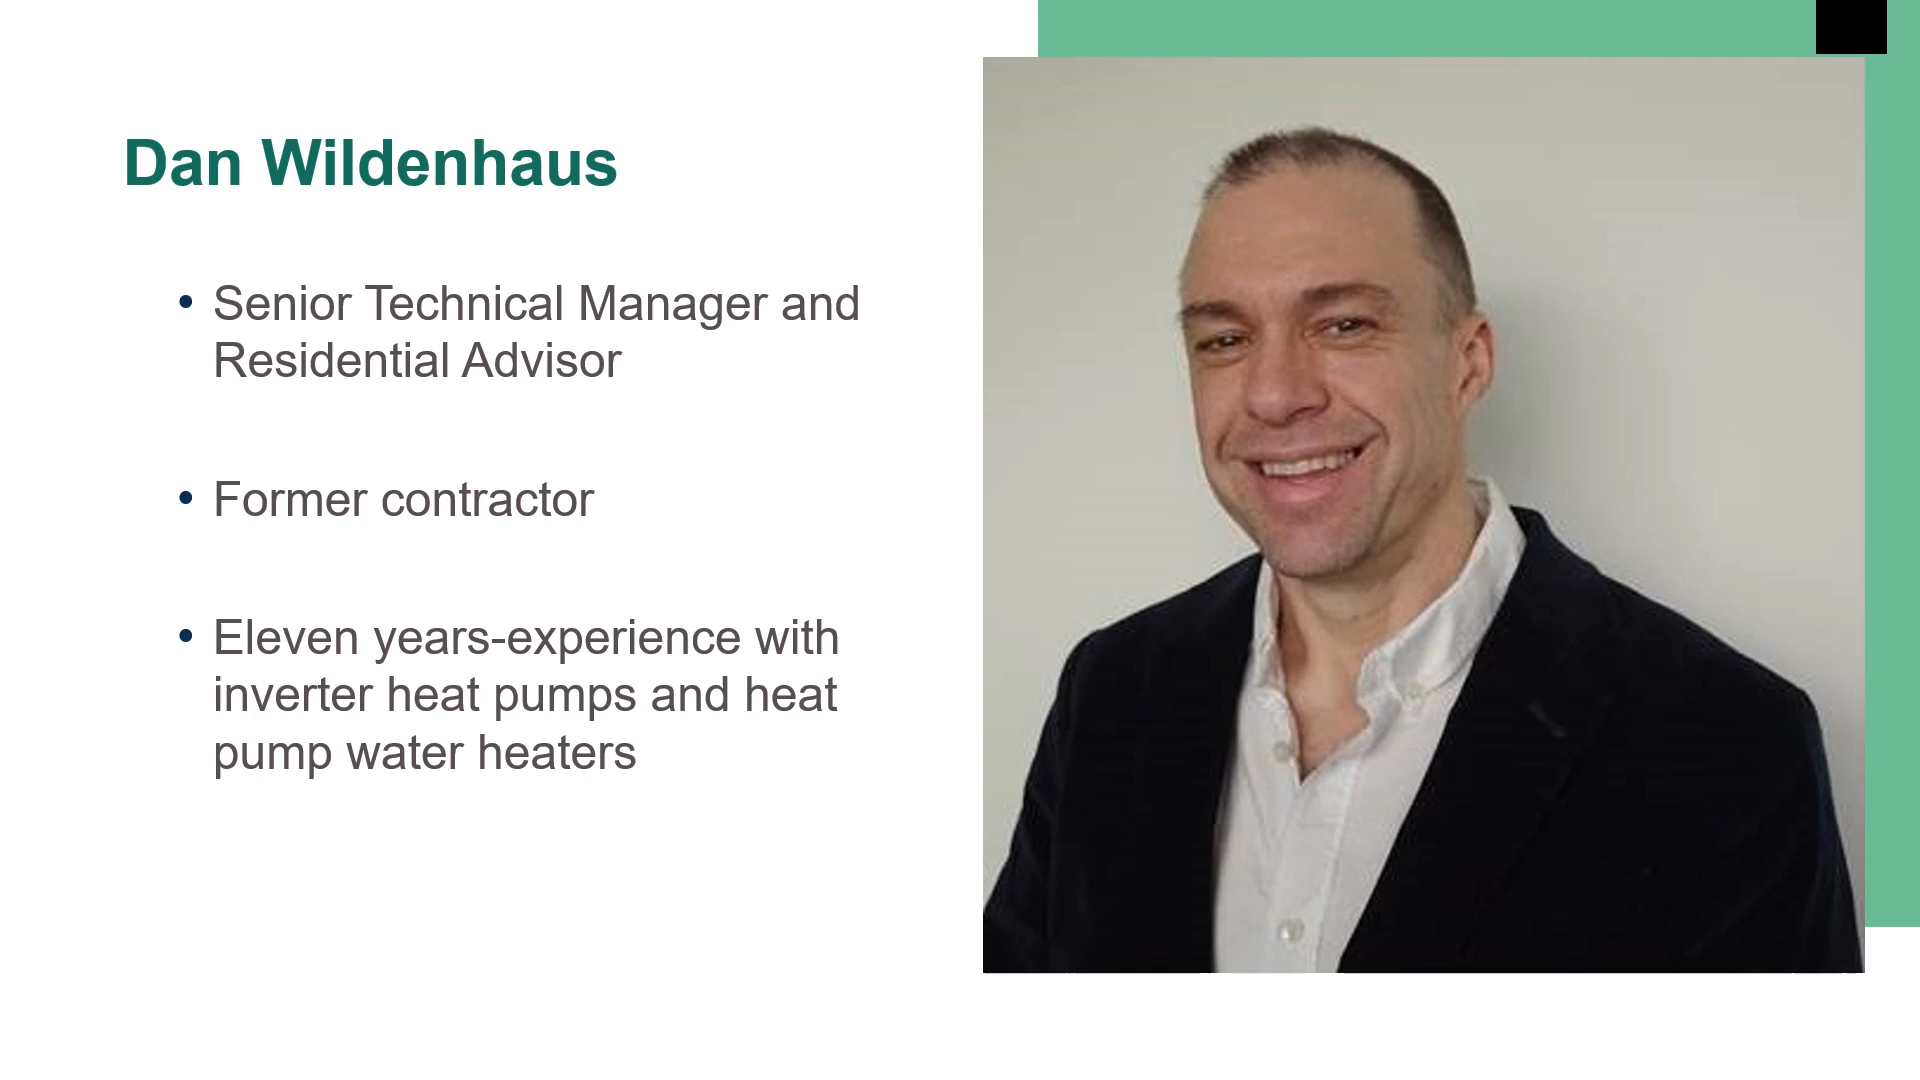 Dan Wildenhaus
• Senior Technical Manager and
Residential Advisor
• Former contractor
• Eleven years-experience with
inverter heat pumps and heat
pump water heaters